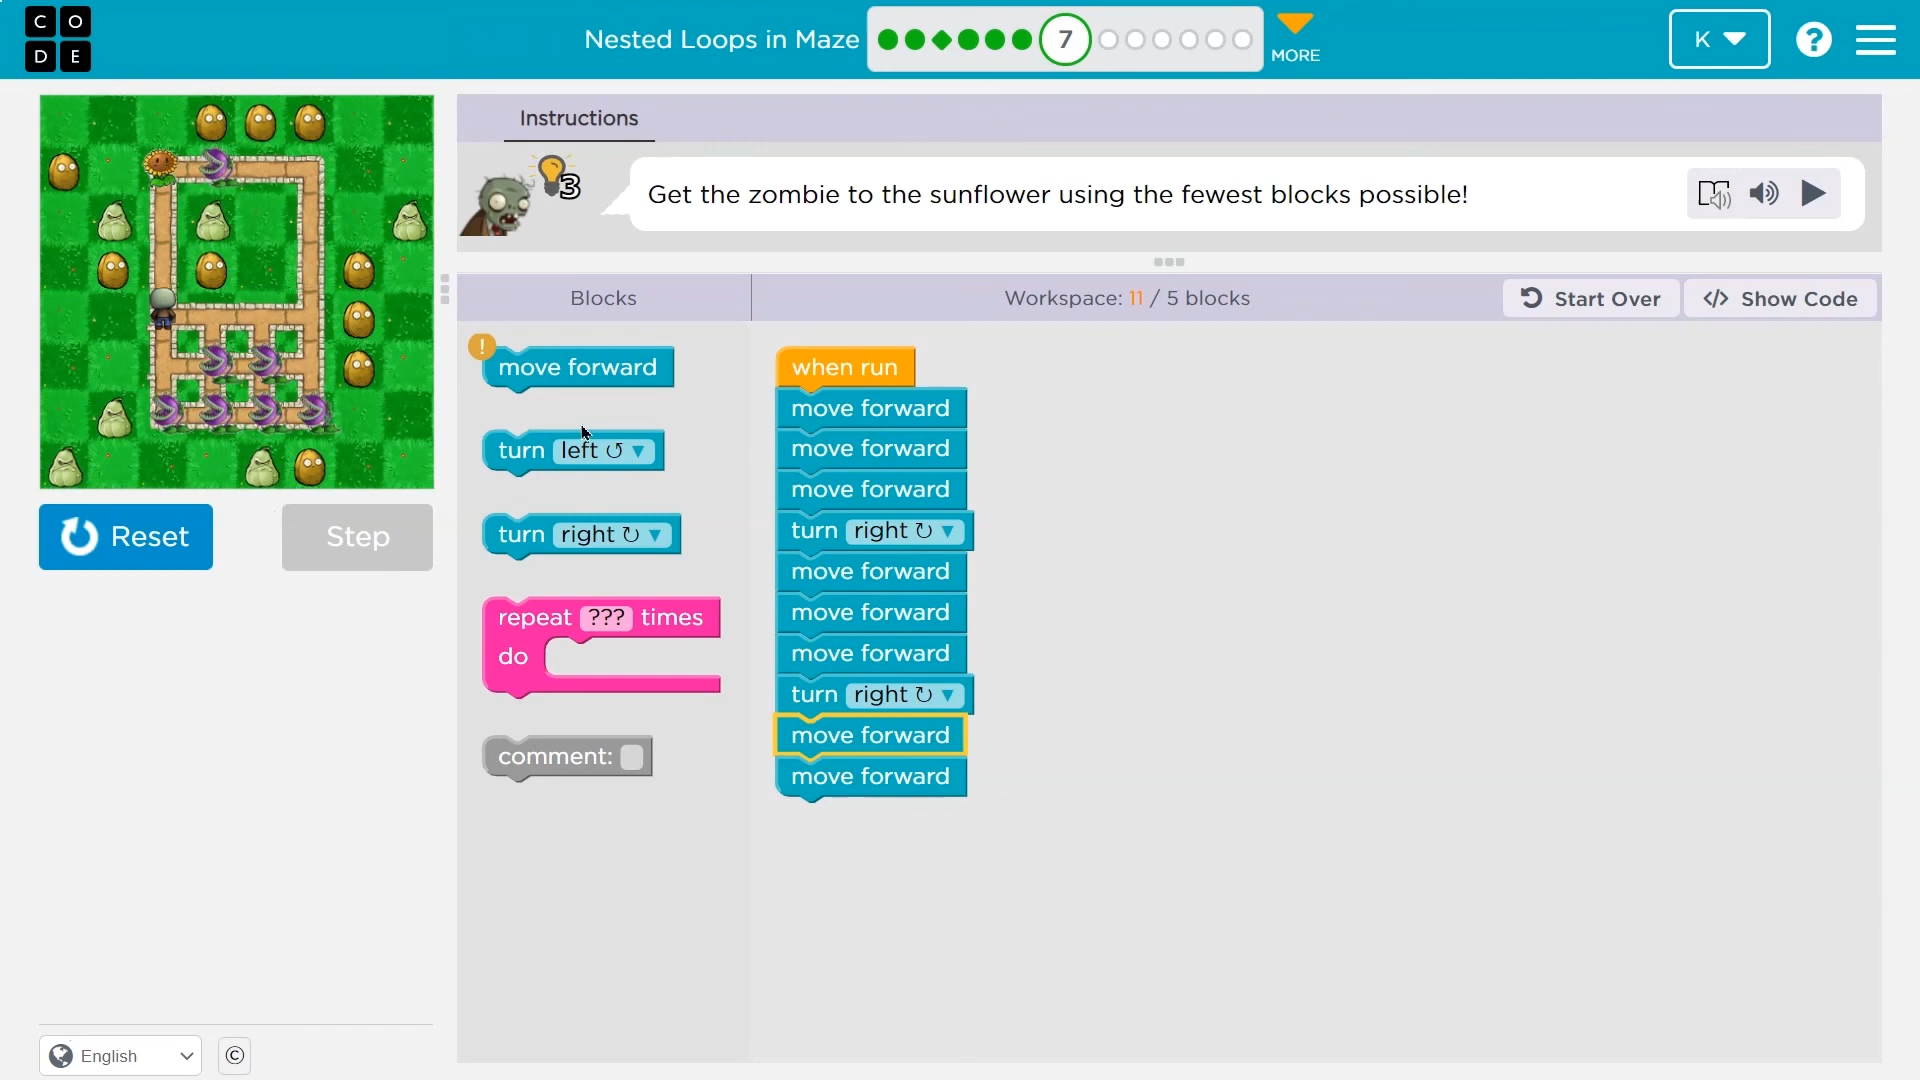 C O
D E
Nested Loops in Maze
7
MORE
K
?
Instructions
3
Get the zombie to the sunflower using the fewest blocks possible!
Blocks
Workspace: 11 / 5 blocks
Start Over
</> Show Code
!
move forward
turn left ↺ ▼
turn right ↻ ▼
repeat ??? times
do
comment:
when run
move forward
move forward
move forward
turn right ↻ ▼
move forward
move forward
move forward
turn right ↻ ▼
move forward
move forward
Reset
Step
English
©